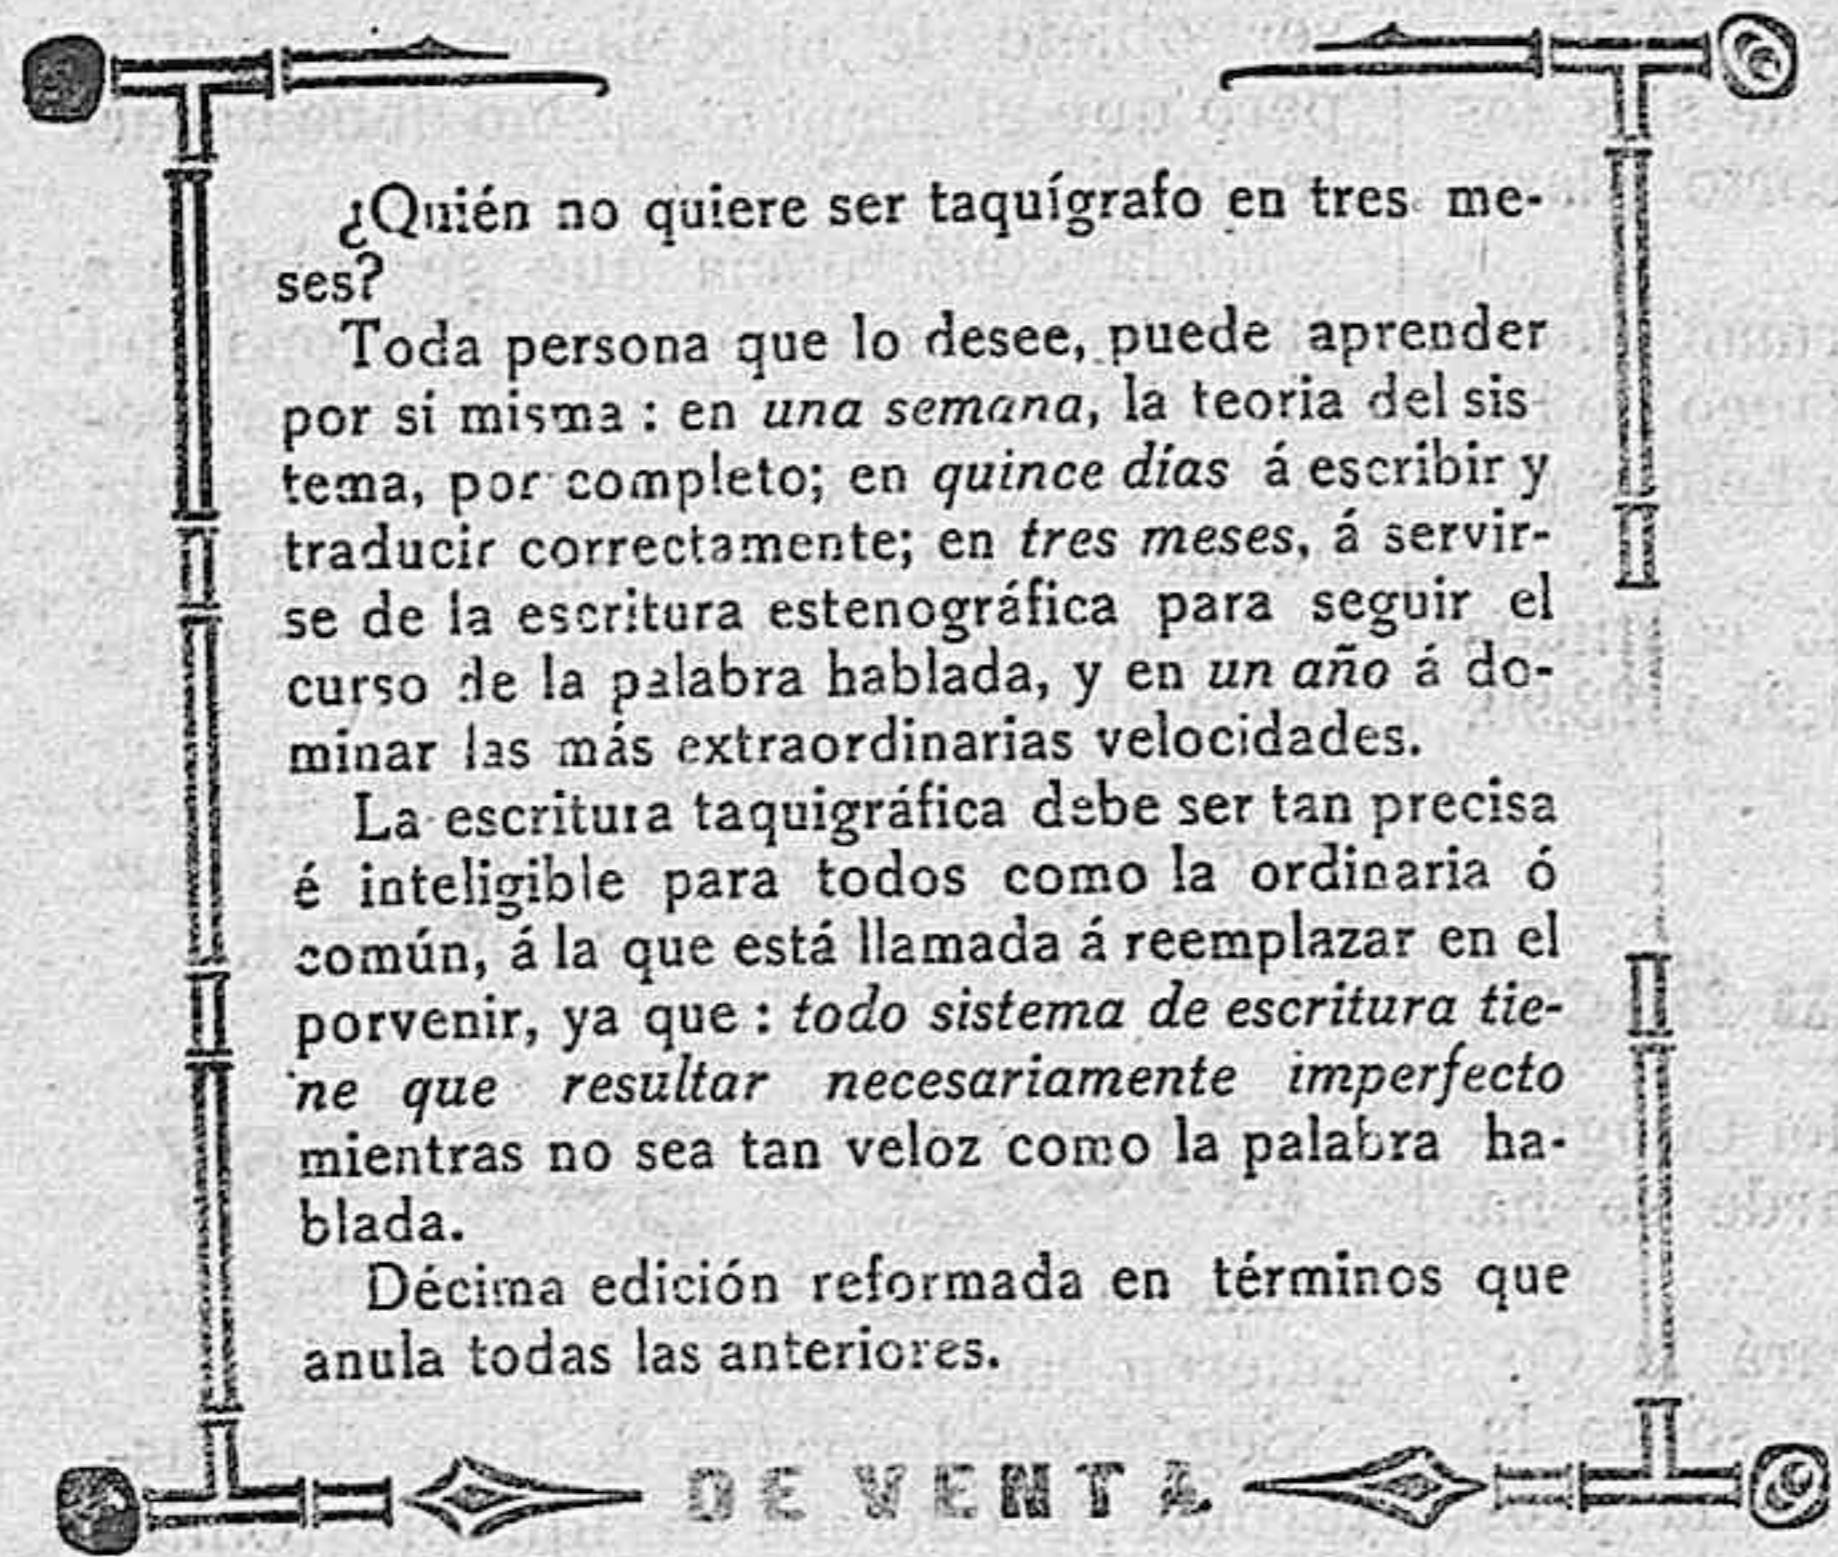 ¿Quién no quiere ser taquígrafo en tres me-
ses?
Toda persona que lo desee, puede aprender
por sí misma : en una semana, la teoria del sis-
tema, por completo; en quince días á escribir y
traducir correctamente; en tres meses, á servir-
se de la escritura estenográfica para seguir el
curso de la palabra hablada, y en un año á do-
minar las más extraordinarias velocidades.
La escritura taquigráfica debe ser tan precisa
é inteligible para todos como la ordinaria ó
común, á la que está llamada á reemplazar en el
porvenir, ya que : todo sistema de escritura tie-
ne que resultar necesariamente imperfecto
mientras no sea tan veloz como la palabra ha-
blada.
Décima edición reformada en términos que
anula todas las anteriores.
DE VENTA